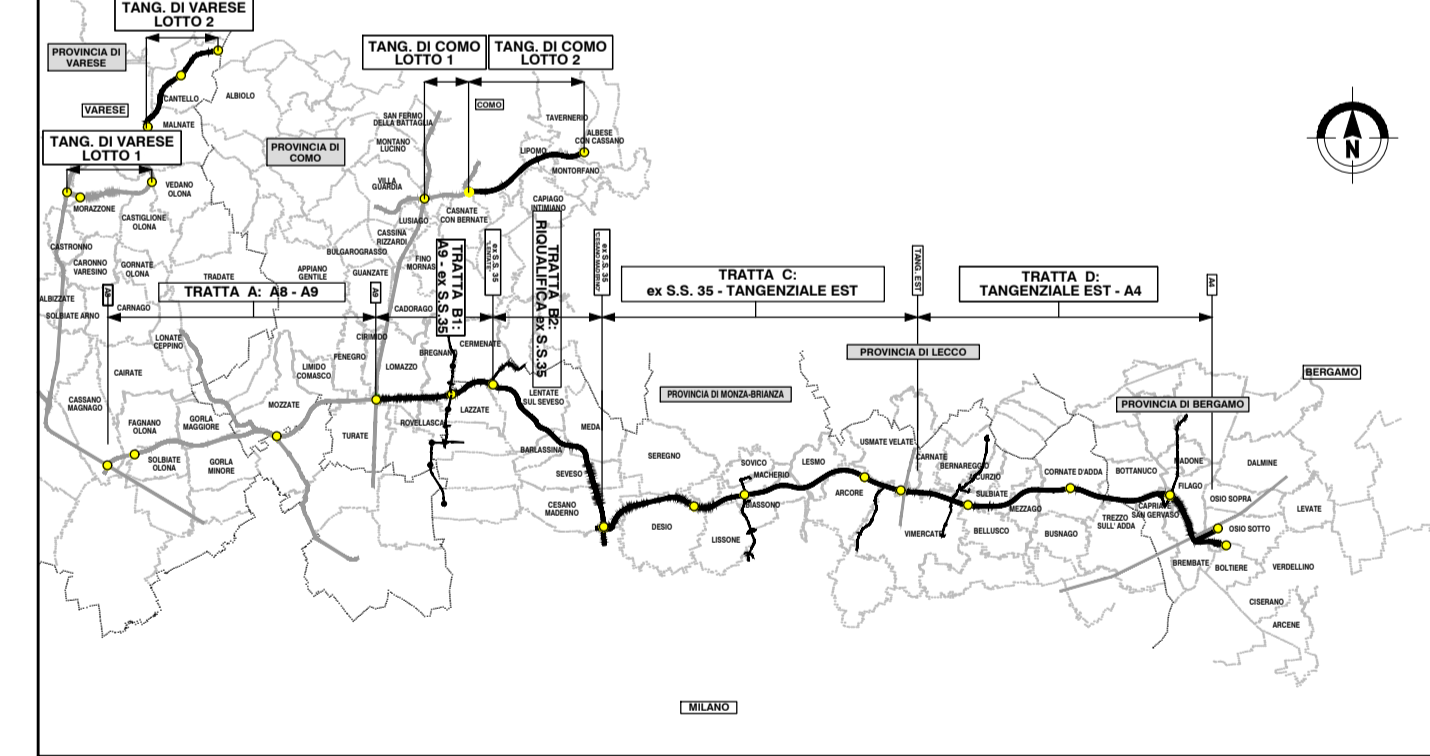 TANG. DI VARESE
LOTTO 2
PROVINCIA DI
VARESE
VARESE
CANTELLO
ALBIOLO
MALNATE
TANG. DI VARESE
LOTTO 1
VEDANO
OLONA
MORAZZONE
CASTIGLIONE
OLONA
PROVINCIA DI
COMO
TANG. DI COMO
LOTTO 1
TANG. DI COMO
LOTTO 2
COMO
SAN FERMO
DELLA BATTAGLIA
MONTANO
LUCINO
VILLA
GUARDIA
TAVERNERIO
ALBESE
CON CASSANO
LIPOMO
MONTORFANO
CAPIAGO
INTIMIANO
CASNATE
CON BERNATE
LUSIAGO
CASSINA
RIZZARDI
BULGAROGRASSO
FINO
MORNAS
GUANZATE
APPIANO
GENTILE
CASTRONNO
CARONNO
VARESINO
GORNATE
OLONA
TRADATE
ALBIZZATE
SOLBIATE ARNO
CARNAGO
A8
TRATTA A: A8 - A9
A9
CADORAGO
TRATTA B1:
A9 - ex S.S.35
ex S.S. 35
"LENTATE"
TRATTA B2:
RIQUALIFICA ex S.S.35
ex S.S. 35
"CESANO MADERNO"
TRATTA C:
ex S.S. 35 - TANGENZIALE EST
TANG. EST
TRATTA D:
TANGENZIALE EST - A4
A4
N
LONATE
CEPPINO
CIRIMIDO
FENEGRO
LIMIDO
COMASCO
LOMAZZO
BREGNANO
CERMENATE
CAIRATE
CASSANO
MAGNAGO
FAGNANO
OLONA
GORLA
MAGGIORE
MOZZATE
SOLBIATE
OLONA
GORLA
MINORE
TURATE
ROVELLASCA
LAZZATE
LENTATE
SUL SEVESO
MEDA
BARLASSINA
SEVESO
CESANO
MADERNO
PROVINCIA DI LECCO
PROVINCIA DI MONZA-BRIANZA
PROVINCIA DI BERGAMO
BERGAMO
SEREGNO
DESIO
SOVICO
MACHERIO
BIASSONO
LISSONE
LESMO
ARCORE
USMATE VELATE
CARNATE
BERNAREGGIO
AICURZIO
SULBIATE
MEZZAGO
VIMERCATE
BELLUSCO
CORNATE D'ADDA
BUSNAGO
BOTTANUCO
TREZZO
SULL' ADDA
CAPRIATE
SAN GERVASO
MADONE
FILAGO
DALMINE
OSIO SOPRA
OSIO SOTTO
LEVATE
BREMBATE
BOLTIERE
VERDELLINO
CISERANO
ARCENE
MILANO